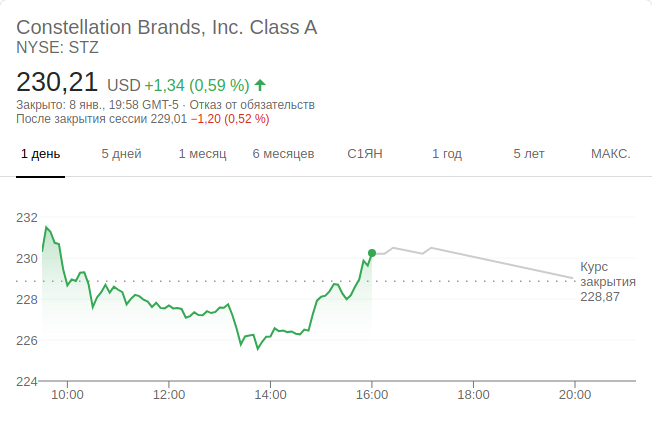 Constellation Brands, Inc. Class A
NYSE: STZ
230,21 USD +1,34 (0,59 %)
Закрыто: 8 янв., 19:58 GMT-5 · Отказ от обязательств
После закрытия сессии 229,01 −1,20 (0,52 %)
1 день 5 дней 1 месяц 6 месяцев С1ЯН 1 год 5 лет МАКС.
232
230
228
226
224
Курс
закрытия
228,87
10:00 12:00 14:00 16:00 18:00 20:00